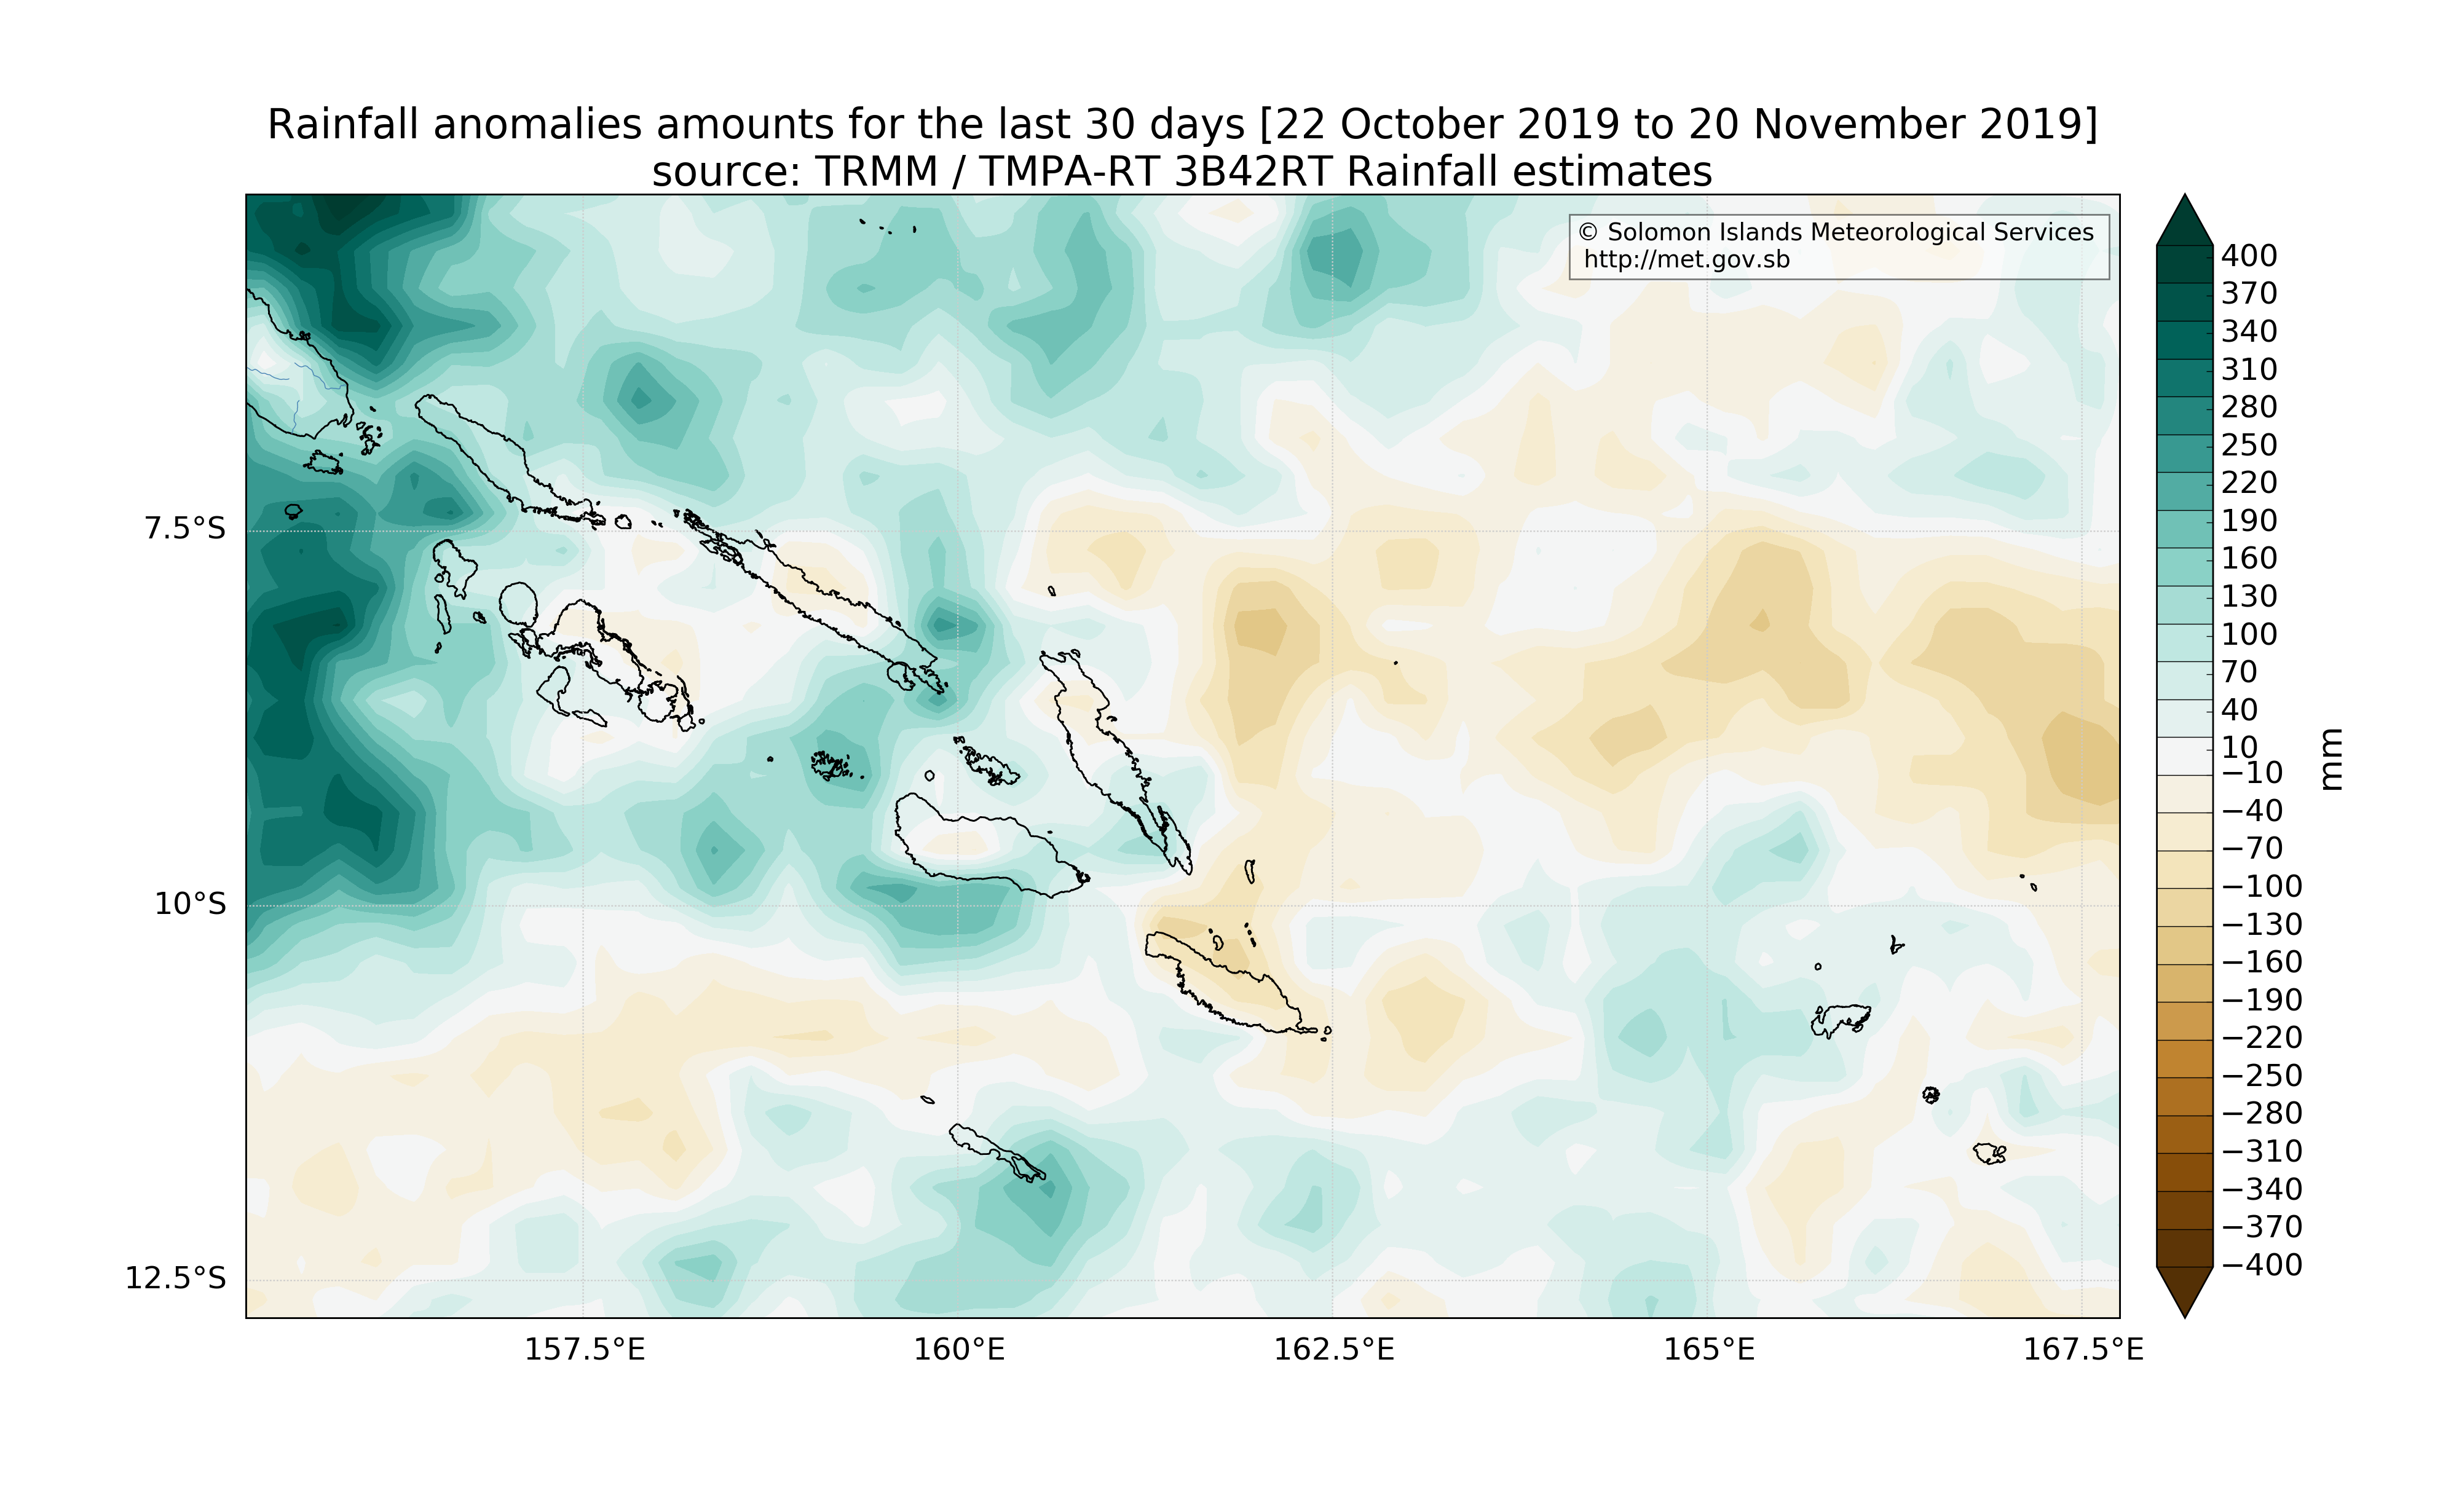 Rainfall anomalies amounts for the last 30 days [22 October 2019 to 20 November 2019]
source: TRMM / TMPA-RT 3B42RT Rainfall estimates
© Solomon Islands Meteorological Services
http://met.gov.sb
7.5°S
10°S
12.5°S
157.5°E
160°E
162.5°E
165°E
167.5°E
400
370
340
310
280
250
220
190
160
130
100
70
40
10
−10
−40
−70
−100
−130
−160
−190
−220
−250
−280
−310
−340
−370
−400
mm